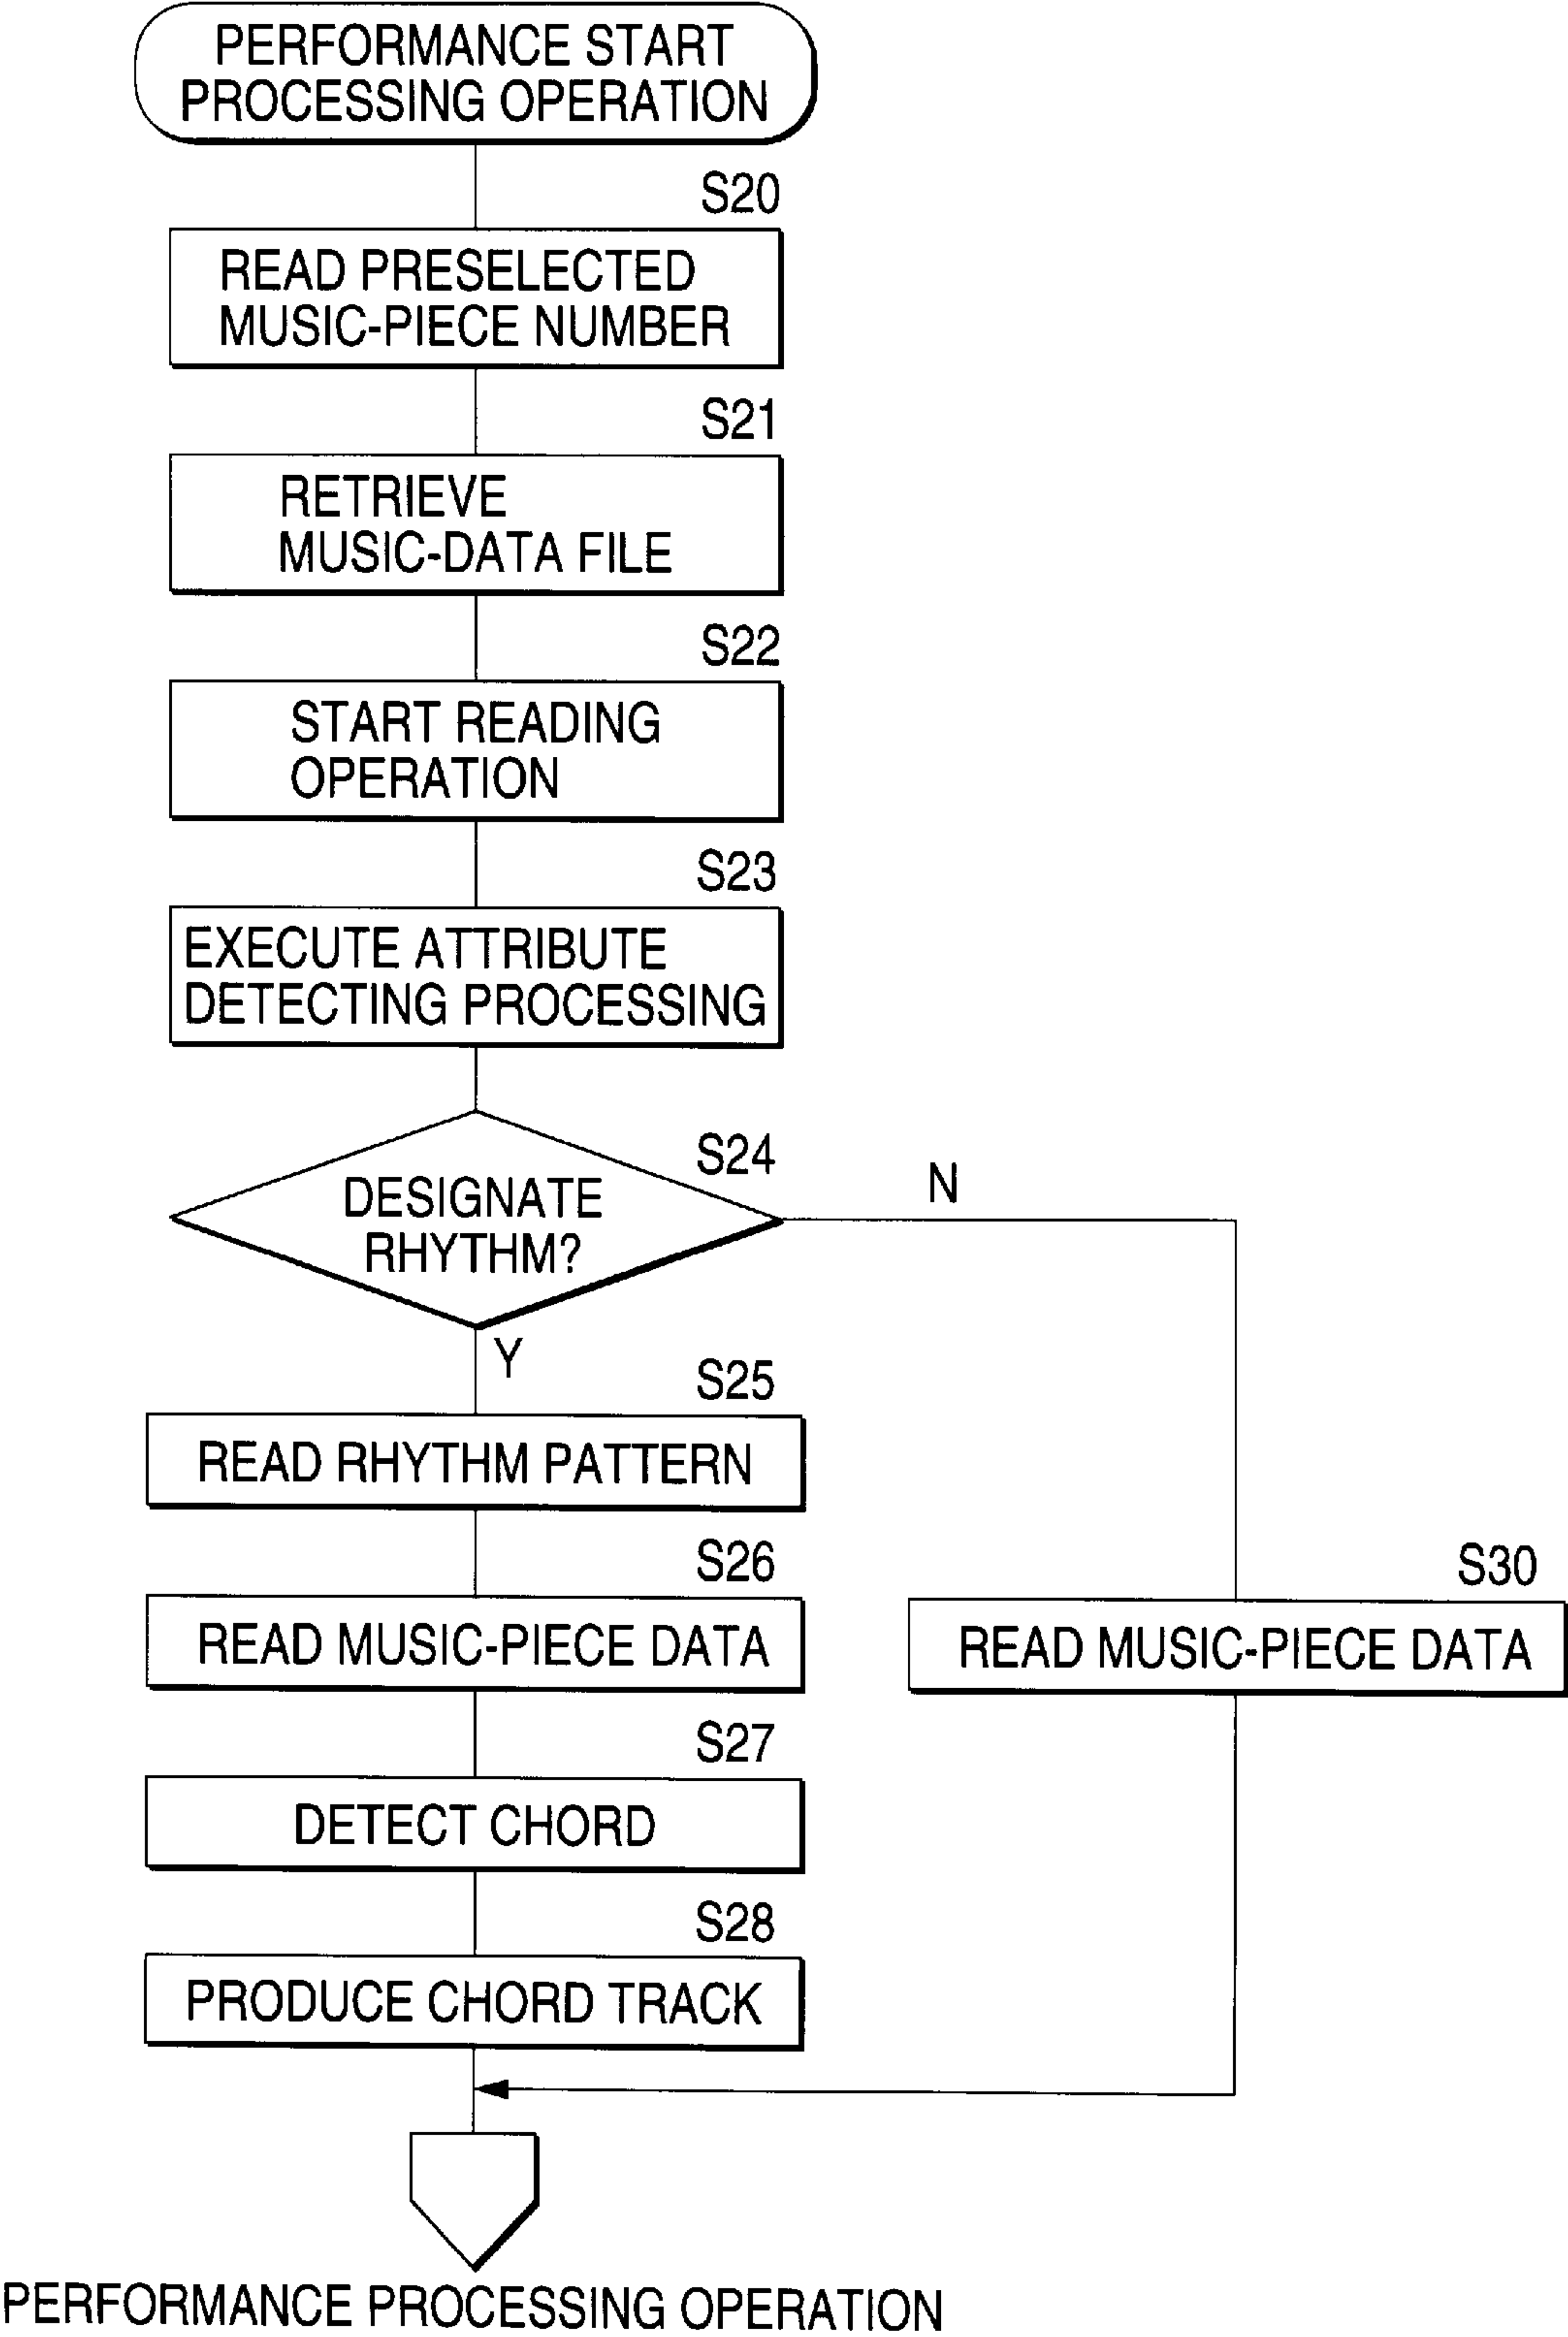 PERFORMANCE START
PROCESSING OPERATION
S20
READ PRESELECTED
MUSIC-PIECE NUMBER
S21
RETRIEVE
MUSIC-DATA FILE
S22
START READING
OPERATION
S23
EXECUTE ATTRIBUTE
DETECTING PROCESSING
S24
DESIGNATE
RHYTHM?
N
Y
S25
READ RHYTHM PATTERN
S26
READ MUSIC-PIECE DATA
S30
READ MUSIC-PIECE DATA
S27
DETECT CHORD
S28
PRODUCE CHORD TRACK
PERFORMANCE PROCESSING OPERATION